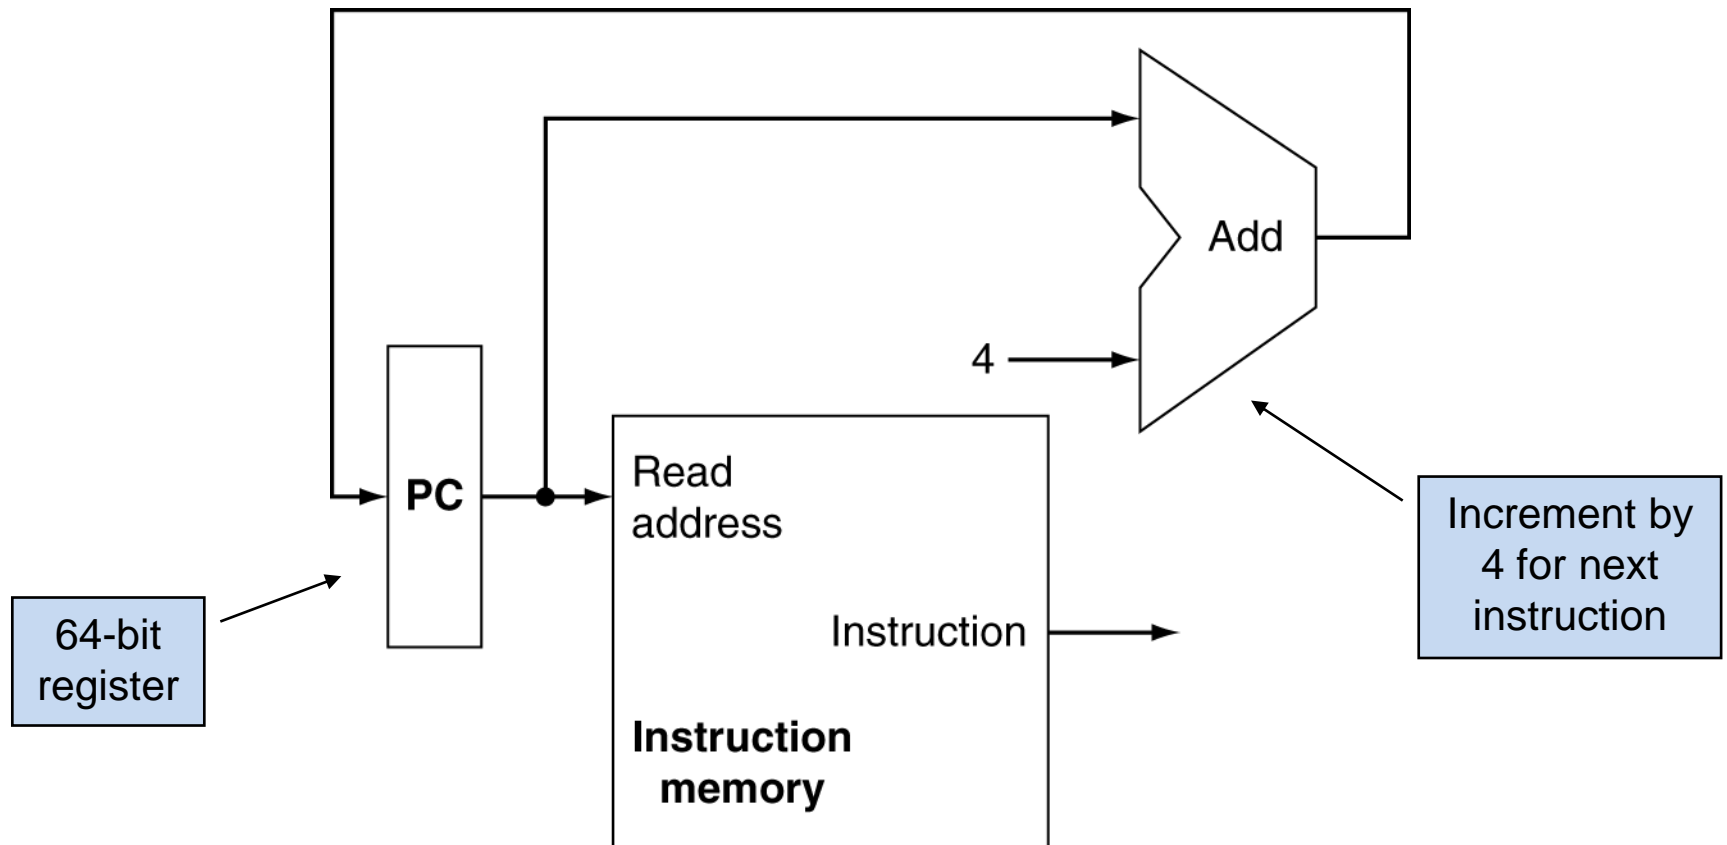 Add
4
PC
Read
address
Instruction
Instruction
memory
64-bit
register
Increment by
4 for next
instruction